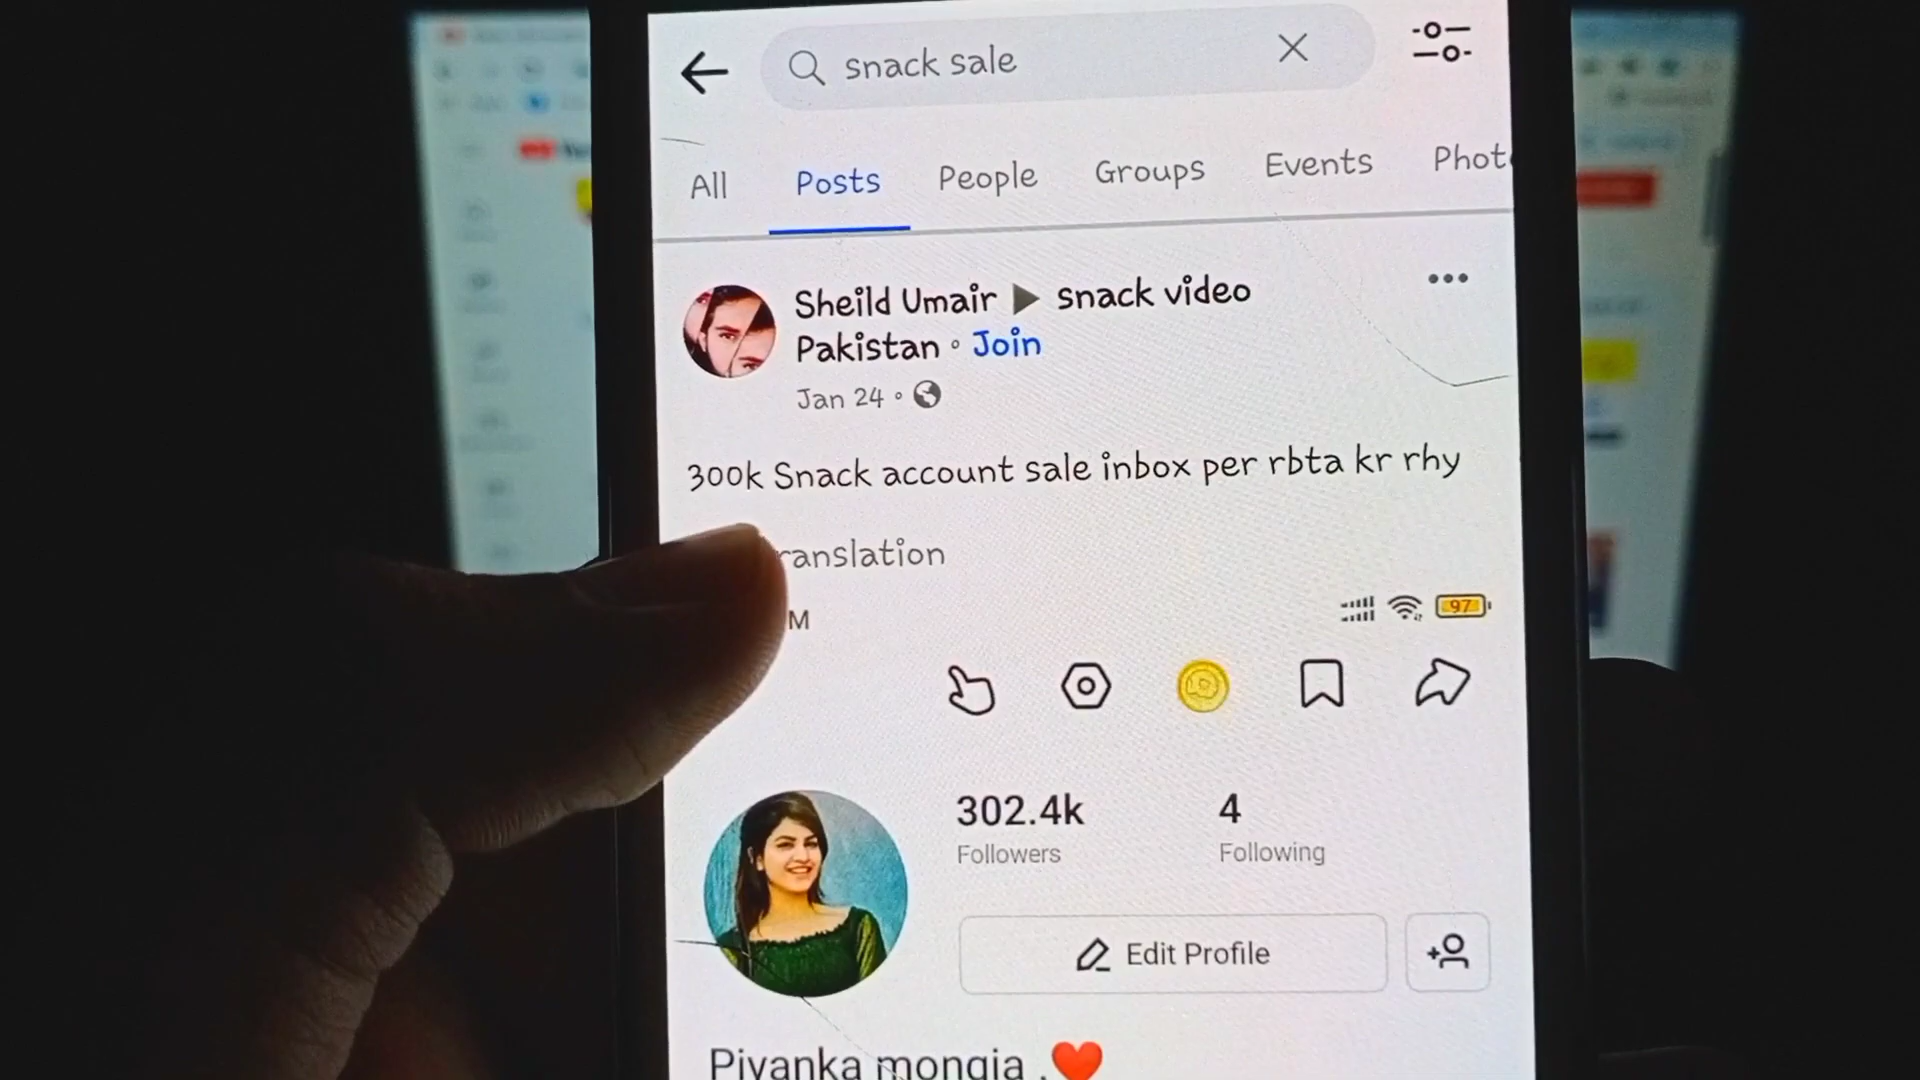 snack sale
All Posts People Groups Events Phot
Sheild Umair ▶ snack video
Pakistan ◦ Join
Jan 24 ◦
300k Snack account sale inbox per rbta kr rhy
ranslation
M
97
302.4k 4
Followers Following
Edit Profile
Piyanka mongia .❤️